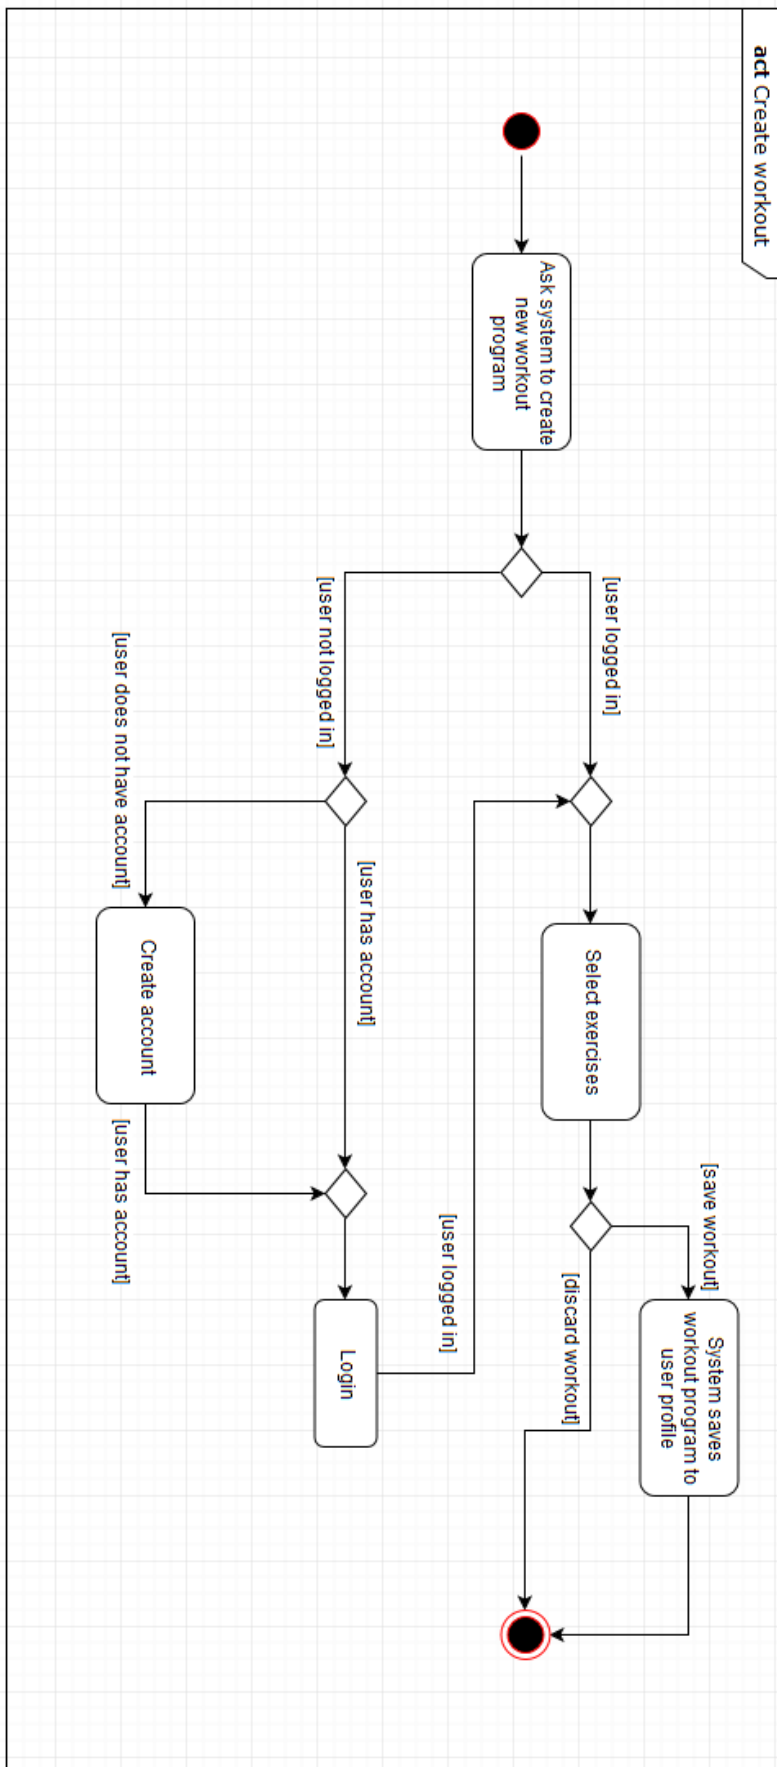 act Create workout
Ask system to create
new workout
program
[user logged in]
[user not logged in]
[user does not have account]
[user has account]
Create account
[user has account]
Login
[user logged in]
Select exercises
[save workout]
[discard workout]
System saves
workout program to
user profile